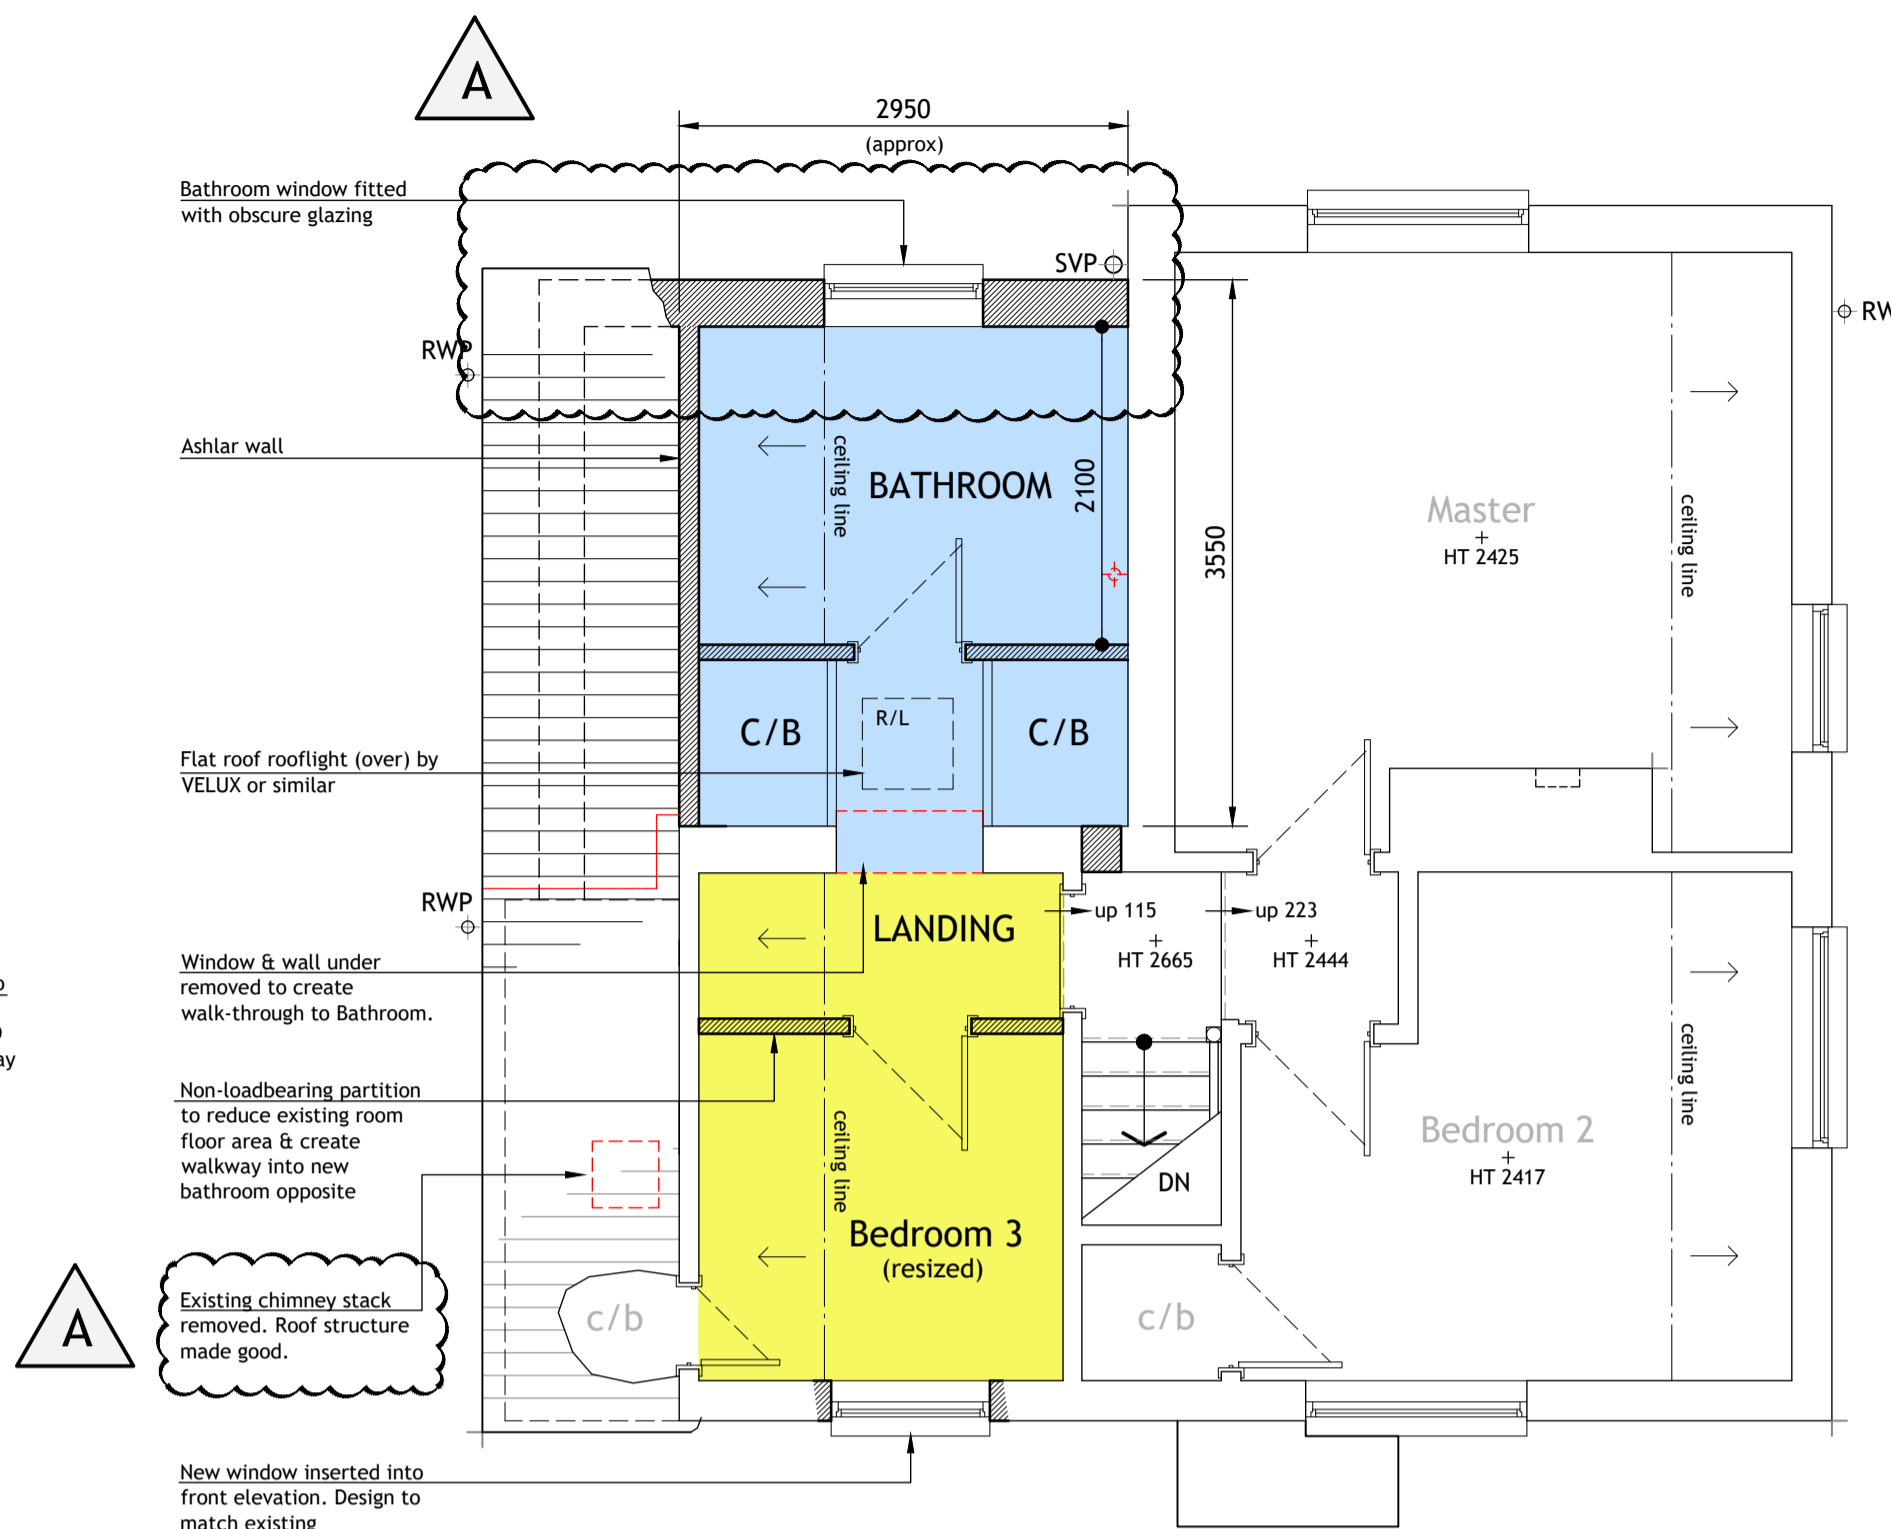 A
2950
(approx)
Bathroom window fitted
with obscure glazing
SVP
RWP
Ashlar wall
ceiling line
BATHROOM
2100
3550
Master
HT 2425
ceiling line
C/B
R/L
C/B
Flat roof rooflight (over) by
VELUX or similar
RWP
LANDING
up 115
HT 2665
up 223
HT 2444
Window & wall under
removed to create
walk-through to Bathroom.
ay
Non-loadbearing partition
to reduce existing room
floor area & create
walkway into new
bathroom opposite
ceiling line
Bedroom 3
(resized)
DN
Bedroom 2
HT 2417
ceiling line
A
Existing chimney stack
removed. Roof structure
made good.
c/b
c/b
New window inserted into
front elevation. Design to
match existing